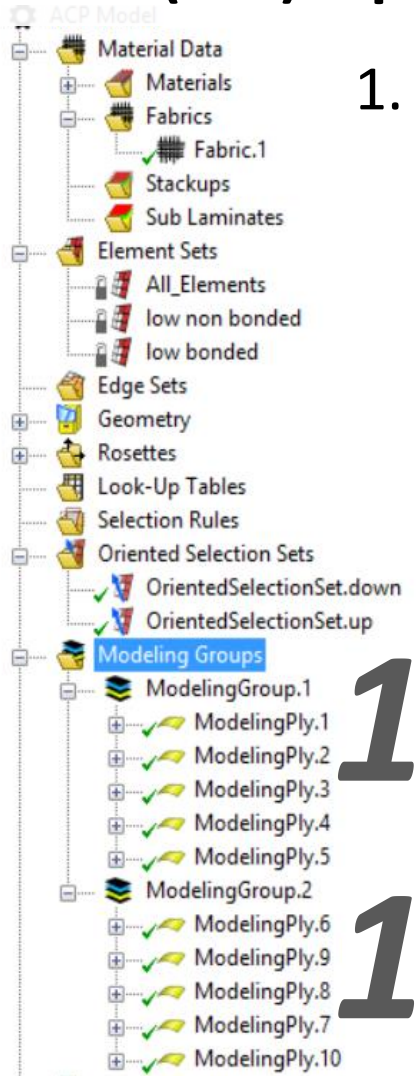 ACP Model
Material Data
1.
Materials
Fabrics
Fabric.1
Stackups
Sub Laminates
Element Sets
All_Elements
low non bonded
low bonded
Edge Sets
Geometry
Rosettes
Look-Up Tables
Selection Rules
Oriented Selection Sets
OrientedSelectionSet.down
OrientedSelectionSet.up
Modeling Groups
ModelingGroup.1
1
ModelingPly.1
ModelingPly.2
ModelingPly.3
ModelingPly.4
ModelingPly.5
ModelingGroup.2
1
ModelingPly.6
ModelingPly.9
ModelingPly.8
ModelingPly.7
ModelingPly.10